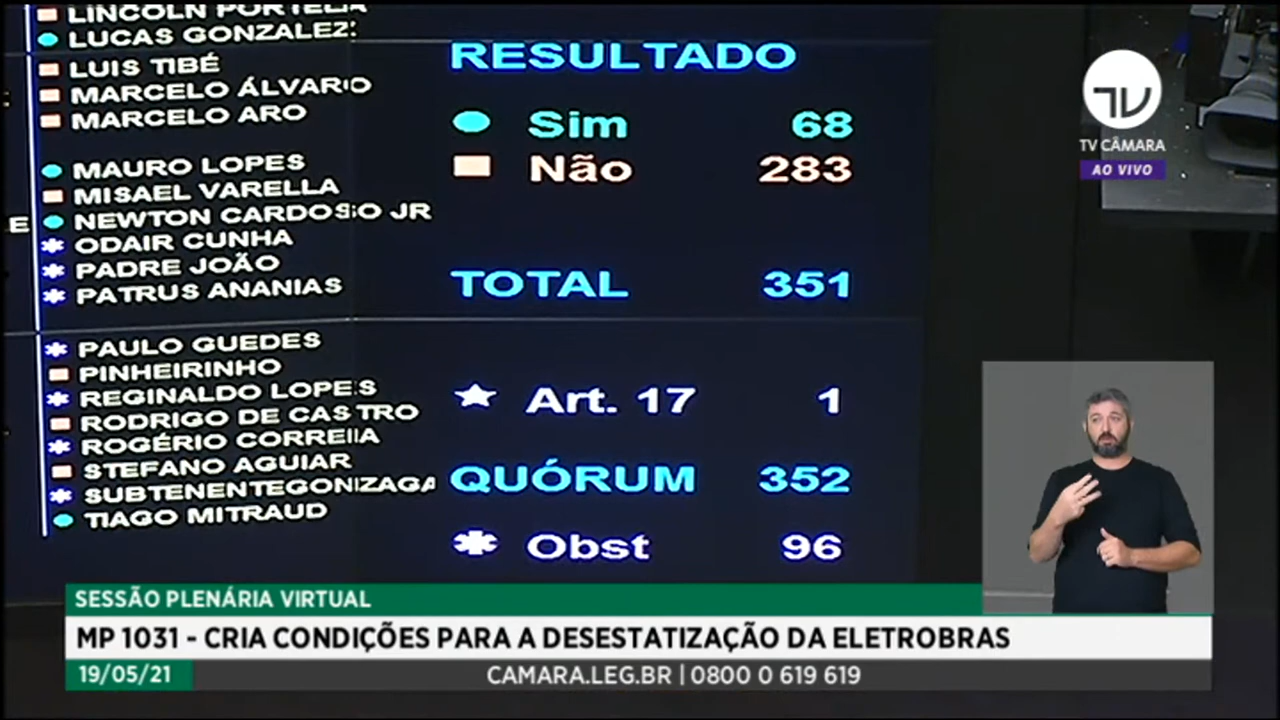 LINCOLN PORTELA
LUCAS GONZALEZ
LUIS TIBÉ
MARCELO ÁLVARO
MARCELO ARO
MAURO LOPES
MISAEL VARELLA
E NEWTON CARDOSO JR
ODAIR CUNHA
PADRE JOÃO
PATRUS ANANIAS
PAULO GUEDES
PINHEIRINHO
REGINALDO LOPES
RODRIGO DE CASTRO
ROGÉRIO CORREIA
STEFANO AGUIAR
SUBTENENTEGONZAGA
TIAGO MITRAUD
RESULTADO
Sim 68
Não 283
TOTAL 351
Art. 17 1
QUÓRUM 352
Obst 96
TV CÂMARA
AO VIVO
SESSÃO PLENÁRIA VIRTUAL
MP 1031 - CRIA CONDIÇÕES PARA A DESESTATIZAÇÃO DA ELETROBRAS
19/05/21 CAMARA.LEG.BR | 0800 0 619 619